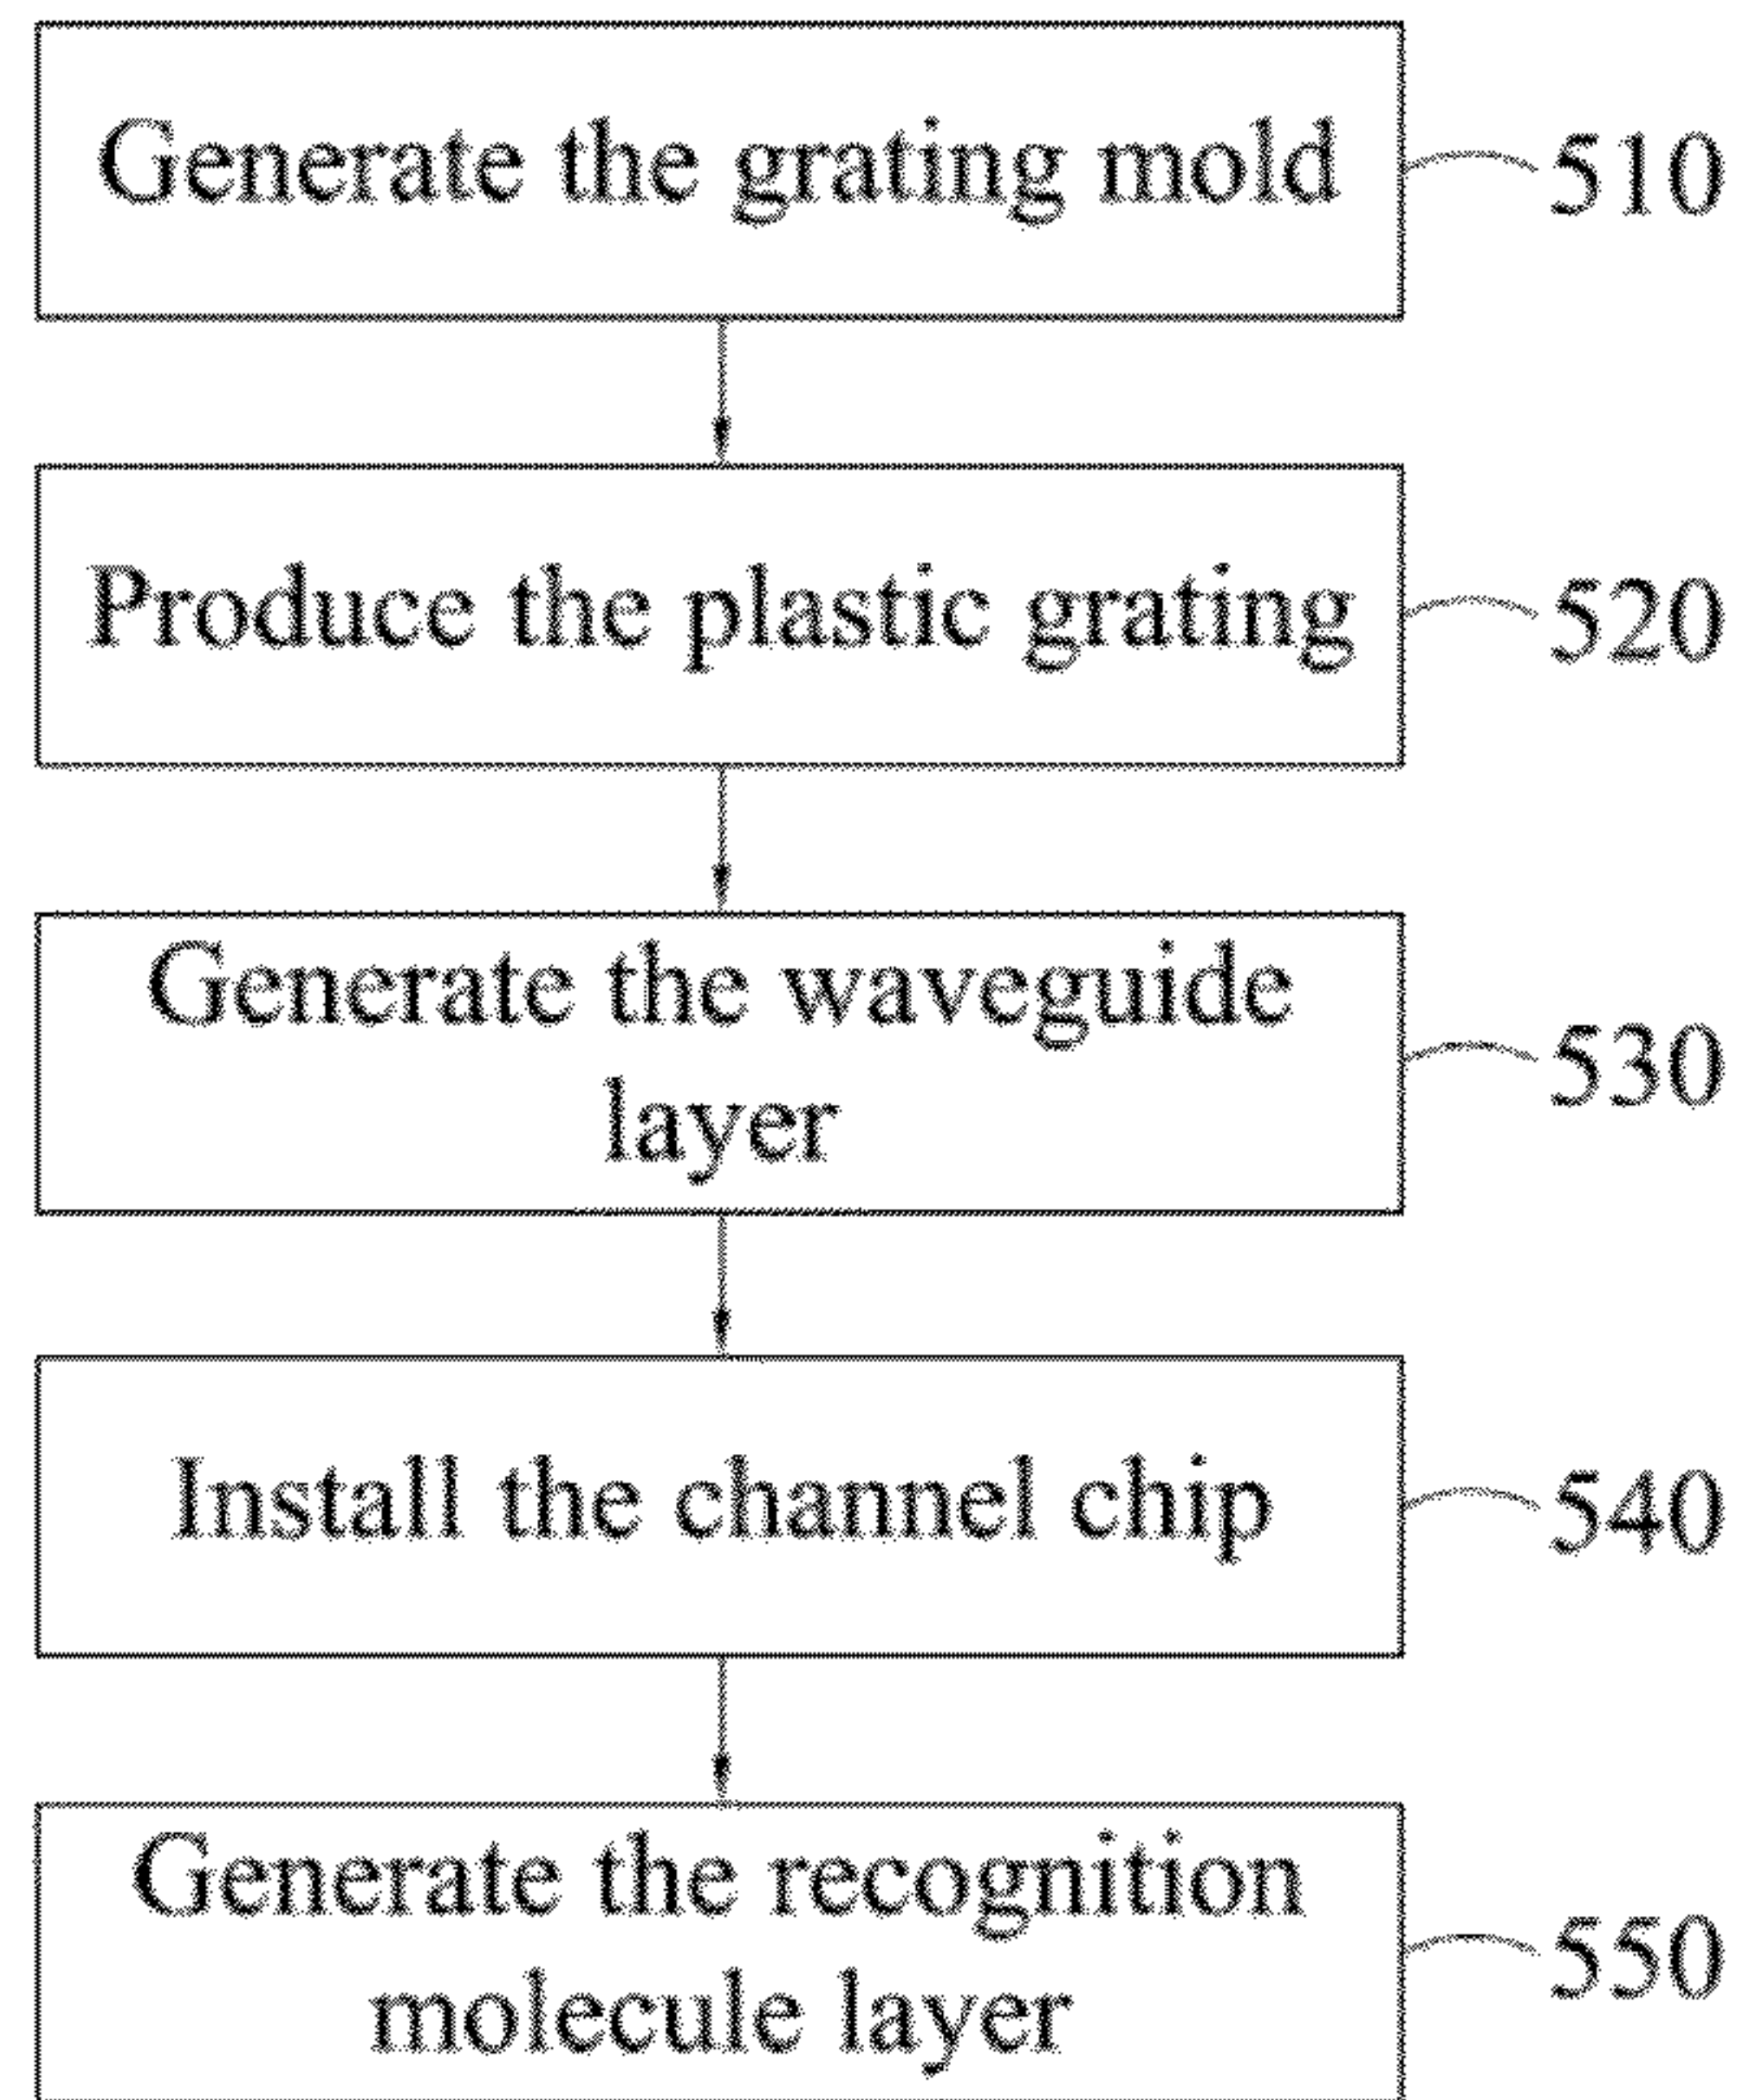 Generate the grating mold
510
Produce the plastic grating
520
Generate the waveguide
layer
530
Install the channel chip
540
Generate the recognition
molecule layer
550